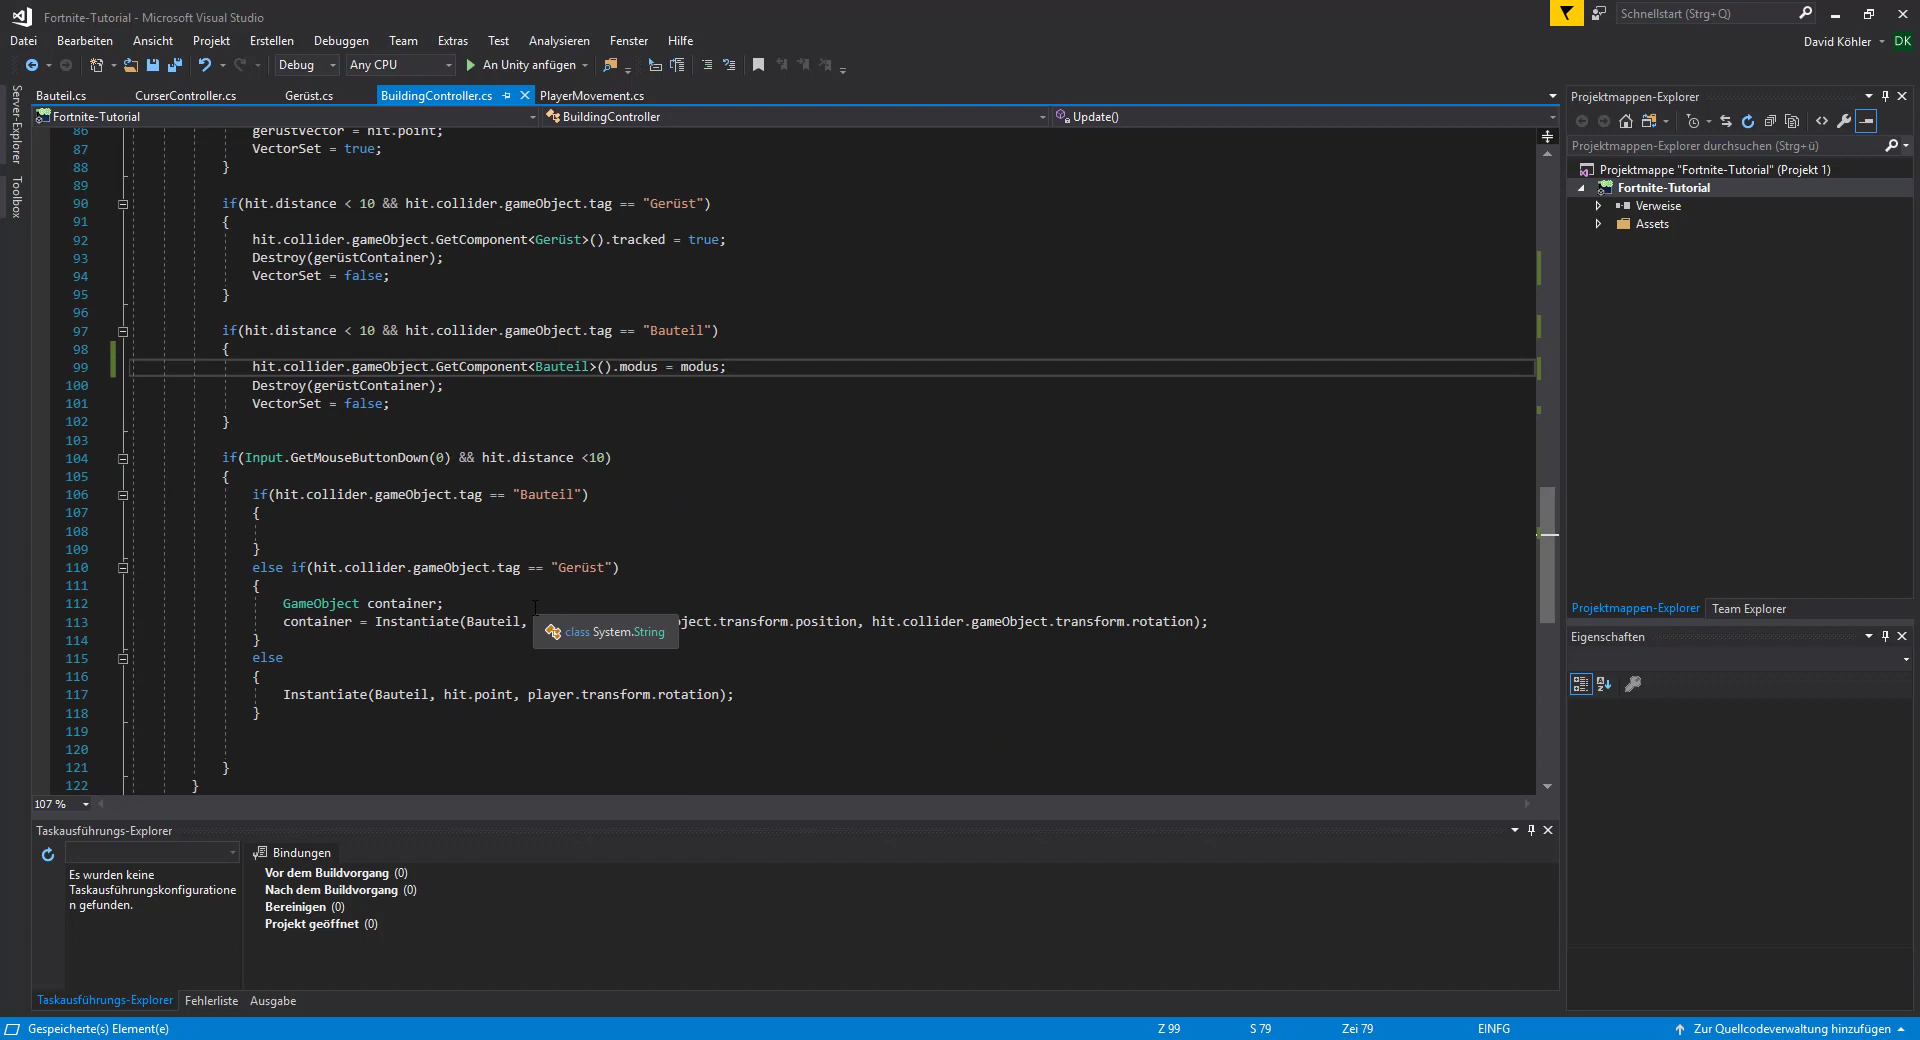 Fortnite-Tutorial - Microsoft Visual Studio
Schnellstart (Strg+Q)
Datei Bearbeiten Ansicht Projekt Erstellen Debuggen Team Extras Test Analysieren Fenster Hilfe
David Köhler DK
Debug Any CPU An Unity anfügen
Server-Explorer
Toolbox
Bauteil.cs CurserController.cs Gerüst.cs BuildingController.cs PlayerMovement.cs
Fortnite-Tutorial BuildingController Update()
86 gerüstVector = hit.point;
87 VectorSet = true;
88 }
89
90 if(hit.distance < 10 && hit.collider.gameObject.tag == "Gerüst")
91 {
92 hit.collider.gameObject.GetComponent<Gerüst>().tracked = true;
93 Destroy(gerüstContainer);
94 VectorSet = false;
95 }
96
97 if(hit.distance < 10 && hit.collider.gameObject.tag == "Bauteil")
98 {
99 hit.collider.gameObject.GetComponent<Bauteil>().modus = modus;
100 Destroy(gerüstContainer);
101 VectorSet = false;
102 }
103
104 if(Input.GetMouseButtonDown(0) && hit.distance <10)
105 {
106 if(hit.collider.gameObject.tag == "Bauteil")
107 {
108
109 }
110 else if(hit.collider.gameObject.tag == "Gerüst")
111 {
112 GameObject container;
113 container = Instantiate(Bauteil, ject.transform.position, hit.collider.gameObject.transform.rotation);
class System.String
114 }
115 else
116 {
117 Instantiate(Bauteil, hit.point, player.transform.rotation);
118 }
119
120
121 }
122 }
107 %
Projektmappen-Explorer
Projektmappen-Explorer durchsuchen (Strg+ü)
Projektmappe "Fortnite-Tutorial" (Projekt 1)
Fortnite-Tutorial
Verweise
Assets
Projektmappen-Explorer Team Explorer
Eigenschaften
Taskausführungs-Explorer
Es wurden keine
Taskausführungskonfiguratione
n gefunden.
Bindungen
Vor dem Buildvorgang (0)
Nach dem Buildvorgang (0)
Bereinigen (0)
Projekt geöffnet (0)
Taskausführungs-Explorer Fehlerliste Ausgabe
Gespeicherte(s) Element(e) Z 99 S 79 Zei 79 EINFG Zur Quellcodeverwaltung hinzufügen